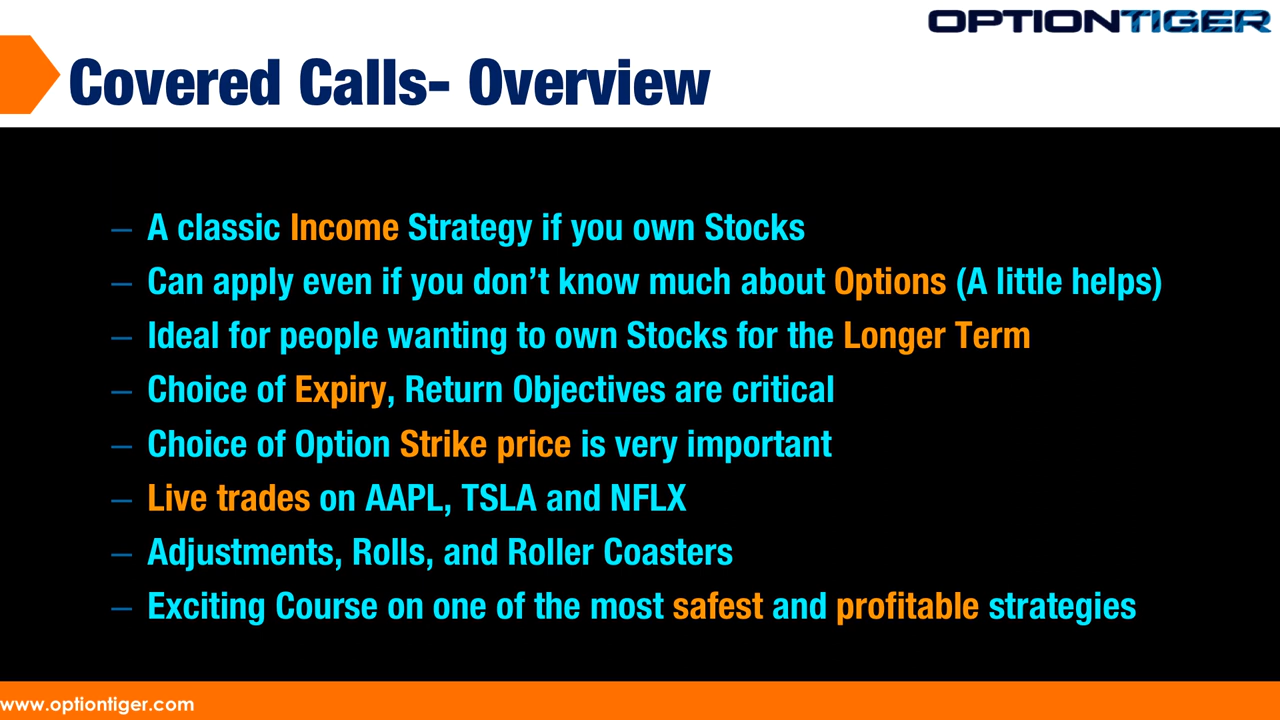 OPTIONTIGER
Covered Calls- Overview
– A classic Income Strategy if you own Stocks
– Can apply even if you don’t know much about Options (A little helps)
– Ideal for people wanting to own Stocks for the Longer Term
– Choice of Expiry, Return Objectives are critical
– Choice of Option Strike price is very important
– Live trades on AAPL, TSLA and NFLX
– Adjustments, Rolls, and Roller Coasters
– Exciting Course on one of the most safest and profitable strategies
www.optiontiger.com